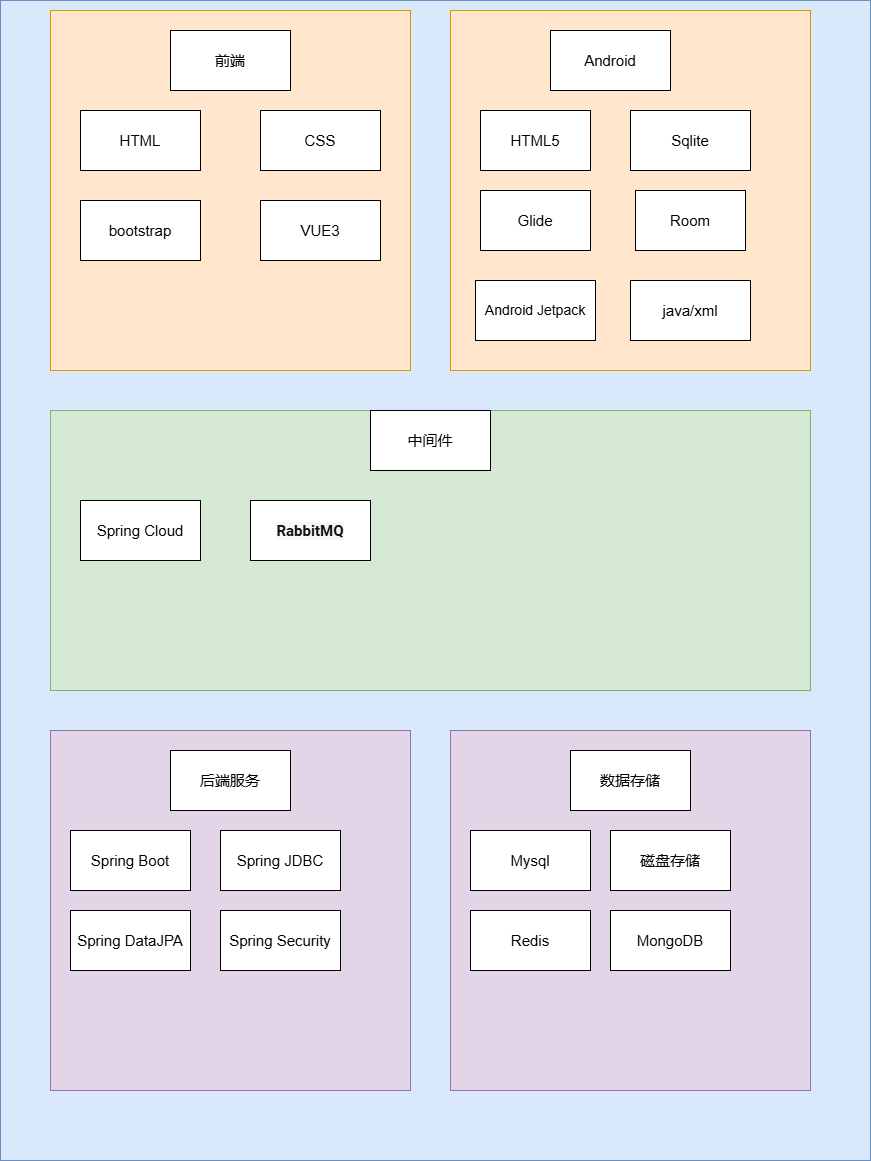 前端
HTML
CSS
bootstrap
VUE3
Android
HTML5
Sqlite
Glide
Room
Android Jetpack
java/xml
中间件
Spring Cloud
RabbitMQ
后端服务
Spring Boot
Spring JDBC
Spring DataJPA
Spring Security
数据存储
Mysql
磁盘存储
Redis
MongoDB